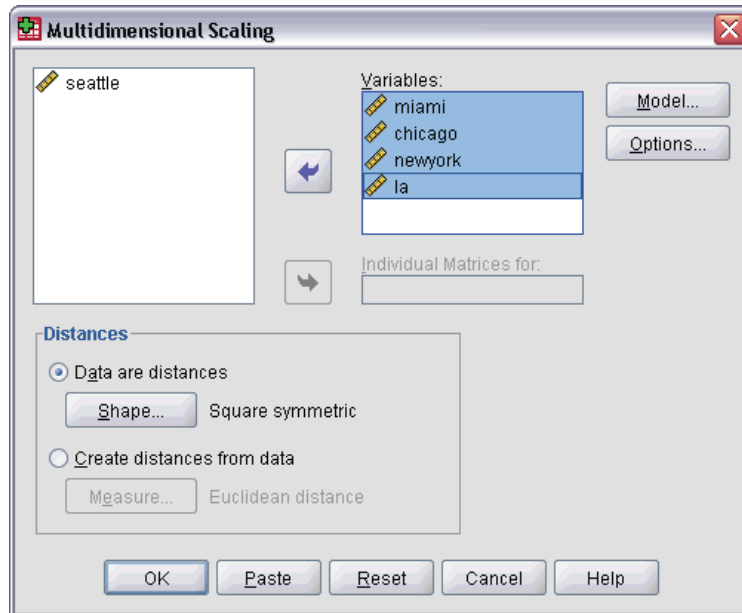 Multidimensional Scaling
seattle
Variables:
miami
chicago
newyork
la
Model...
Options...
Individual Matrices for:
Distances
Data are distances
Shape... Square symmetric
Create distances from data
Measure... Euclidean distance
OK Paste Reset Cancel Help